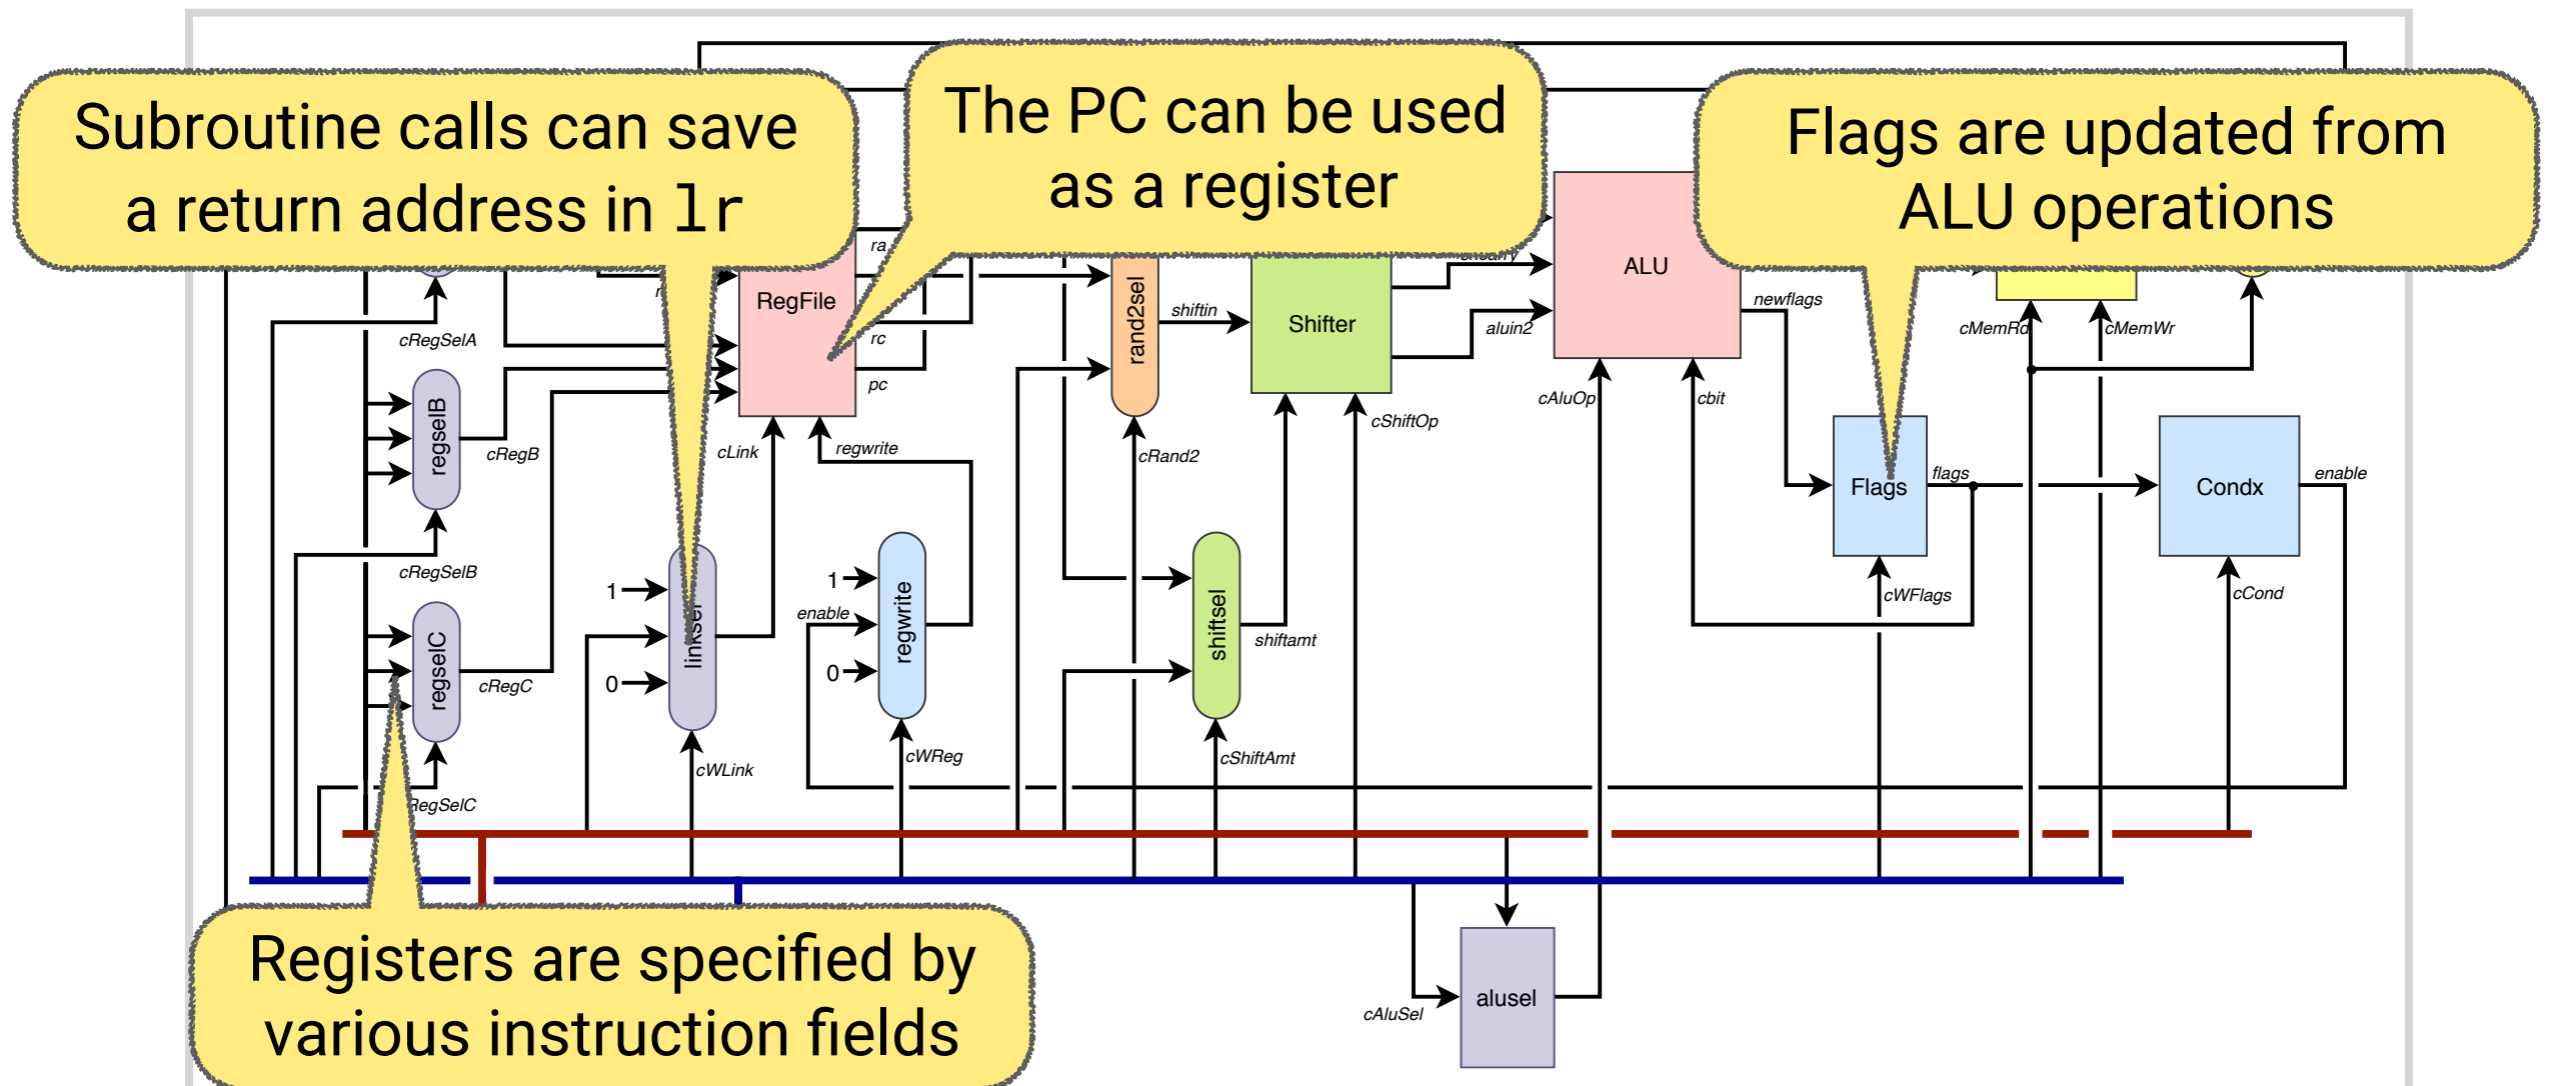 Subroutine calls can save
a return address in lr
The PC can be used
as a register
Flags are updated from
ALU operations
ra
RegFile
rc
pc
rand2sel
shiftin
Shifter
aluin2
ALU
newflags
cMemRd
cMemWr
cRegSelA
regselB
cRegB
cRegSelB
cLink
regwrite
cRand2
cShiftOp
cAluOp
cbit
Flags
flags
Condx
enable
cWFlags
cCond
1
linksel
0
cWLink
1
enable
0
regwrite
cWReg
shiftsel
shiftamt
cShiftAmt
regselC
cRegC
RegSelC
Registers are specified by
various instruction fields
cAluSel
alusel